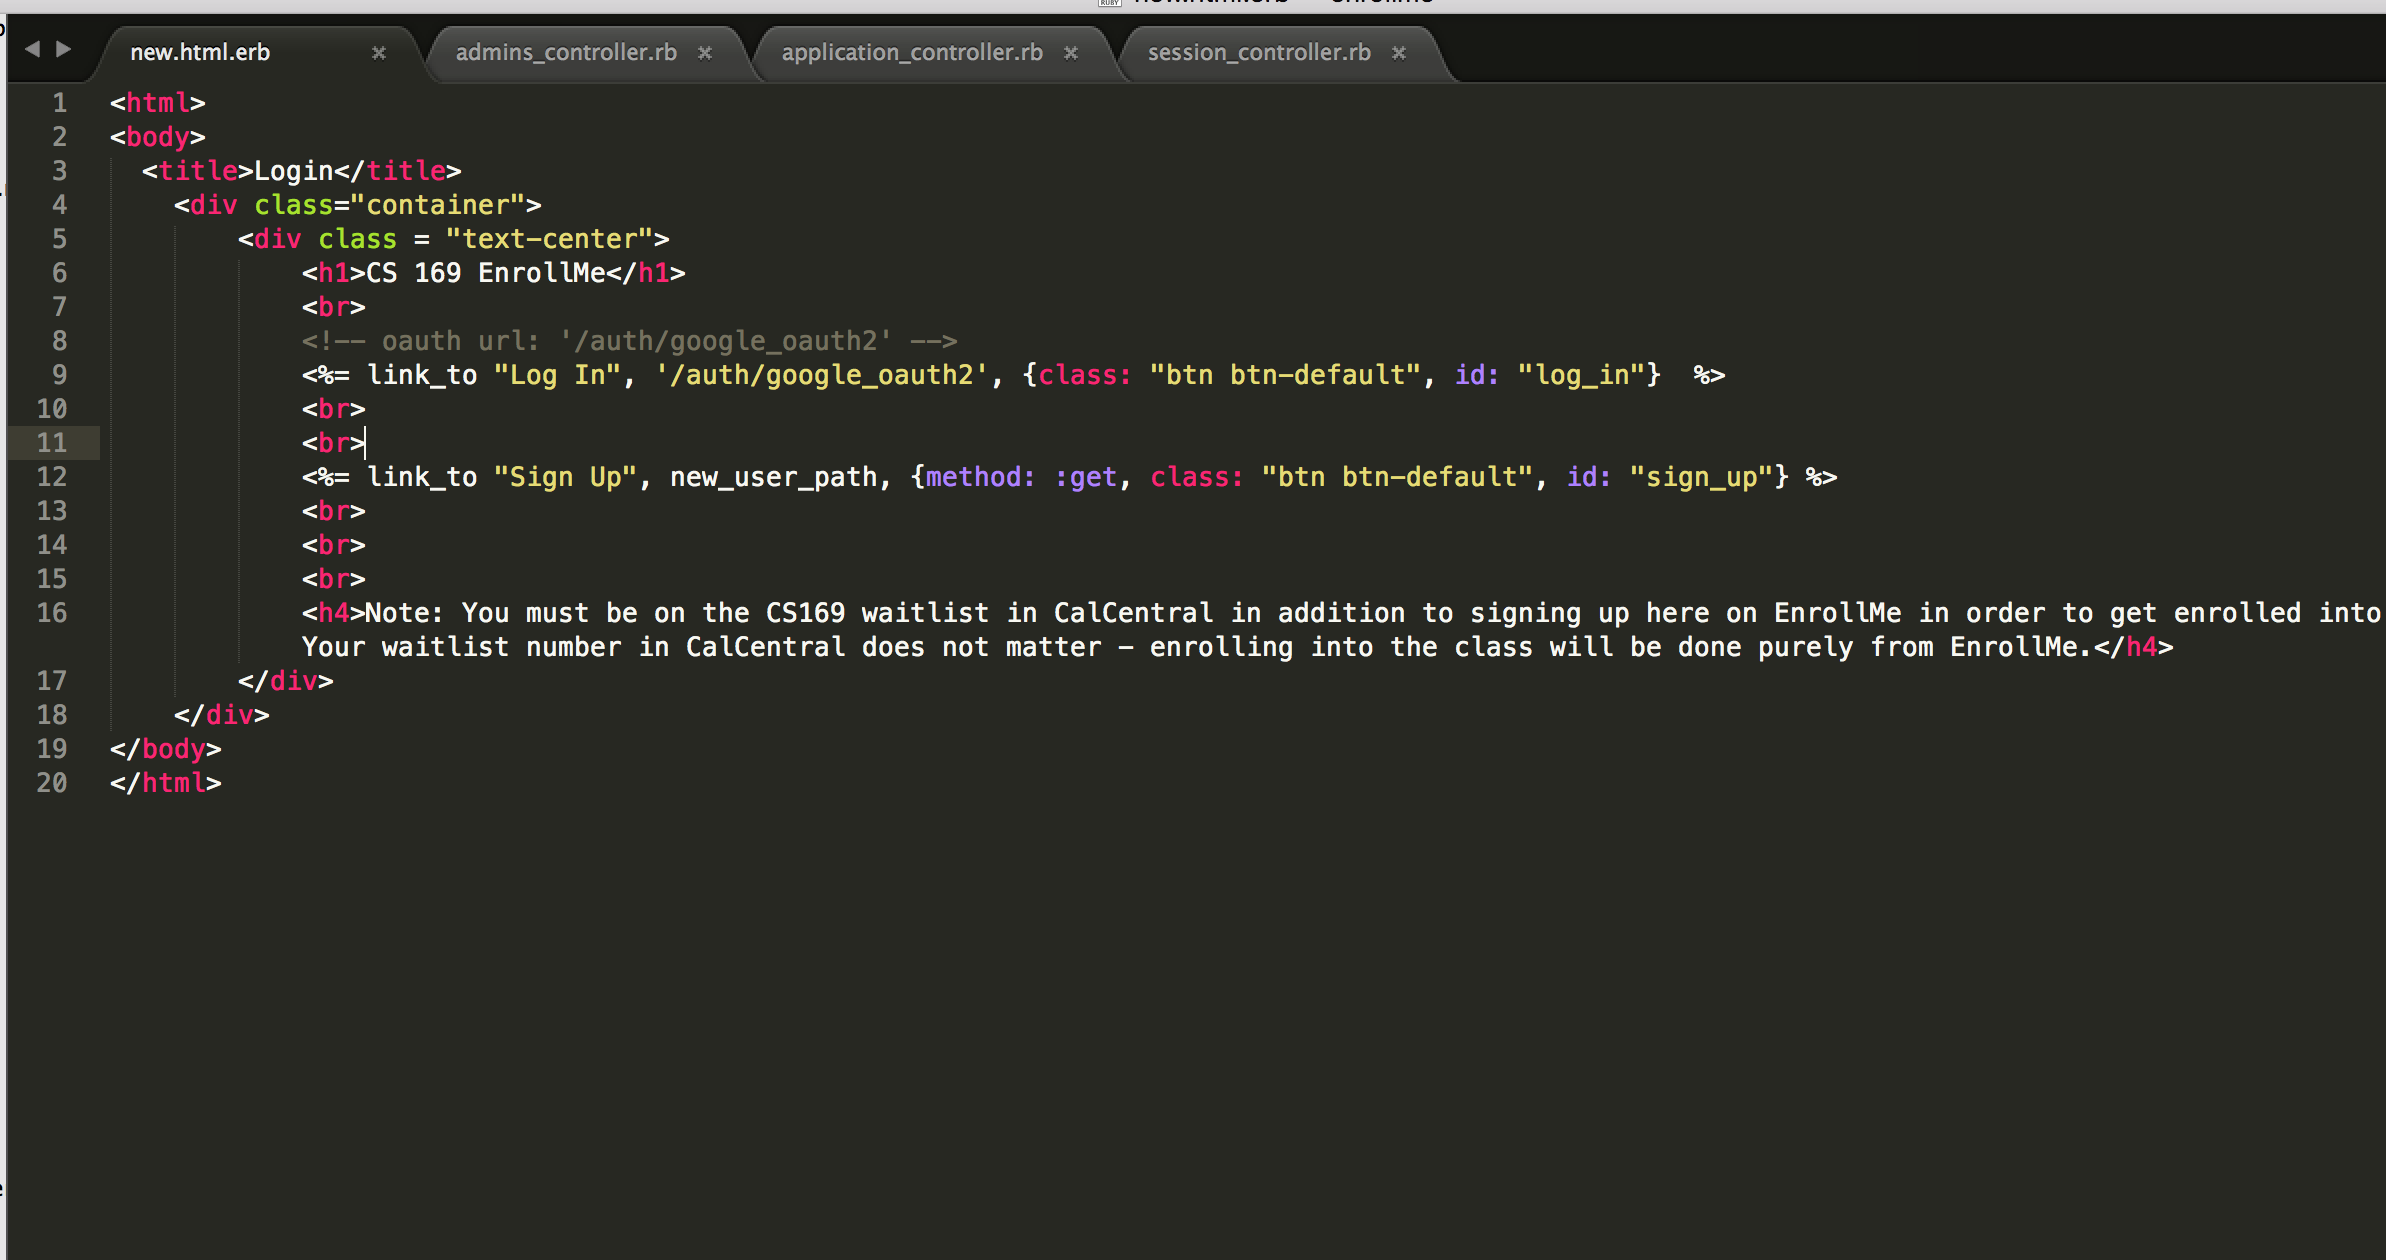 RUBY
new.html.erb
admins_controller.rb
application_controller.rb
session_controller.rb
1 <html>
2 <body>
3 <title>Login</title>
4 <div class="container">
5 <div class = "text-center">
6 <h1>CS 169 EnrollMe</h1>
7 <br>
8 <!-- oauth url: '/auth/google_oauth2' -->
9 <%= link_to "Log In", '/auth/google_oauth2', {class: "btn btn-default", id: "log_in"}  %>
10 <br>
11 <br>
12 <%= link_to "Sign Up", new_user_path, {method: :get, class: "btn btn-default", id: "sign_up"} %>
13 <br>
14 <br>
15 <br>
16 <h4>Note: You must be on the CS169 waitlist in CalCentral in addition to signing up here on EnrollMe in order to get enrolled into
Your waitlist number in CalCentral does not matter - enrolling into the class will be done purely from EnrollMe.</h4>
17 </div>
18 </div>
19 </body>
20 </html>